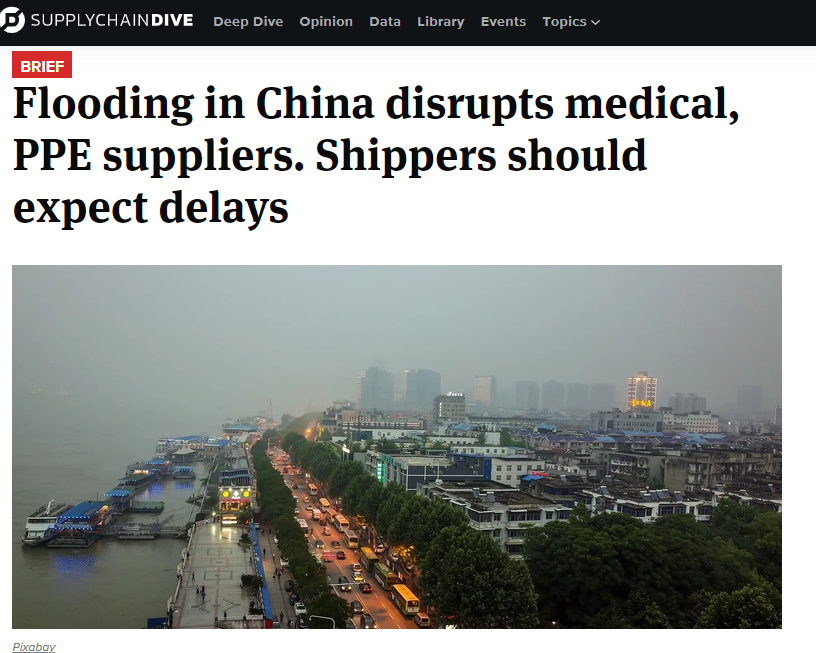 SUPPLYCHAINDIVE Deep Dive Opinion Data Library Events Topics
BRIEF
Flooding in China disrupts medical,
PPE suppliers. Shippers should
expect delays
Pixabay